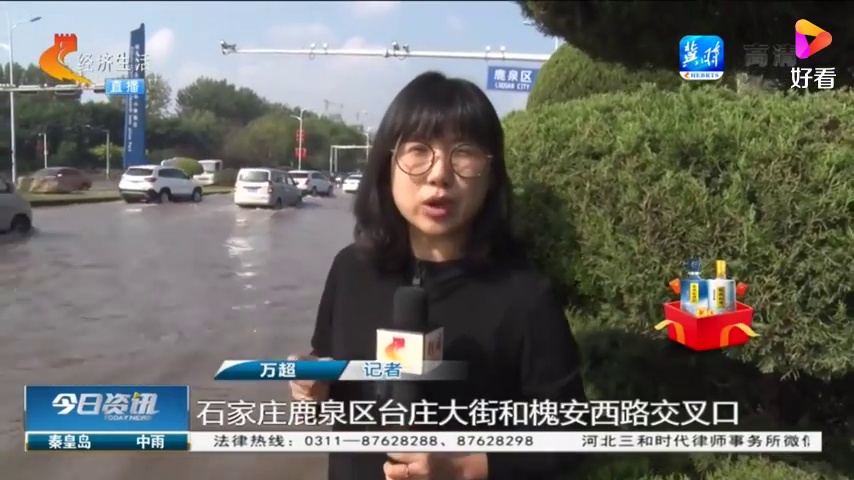 经济生活
直播
冀时
HEARTS
高清
好看
鹿泉区
LUQUAN CITY
万超
记者
今日资讯
TODAY NEWS
石家庄鹿泉区台庄大街和槐安西路交叉口
秦皇岛 中雨
法律热线：0311—87628288、87628298 河北三和时代律师事务所微信